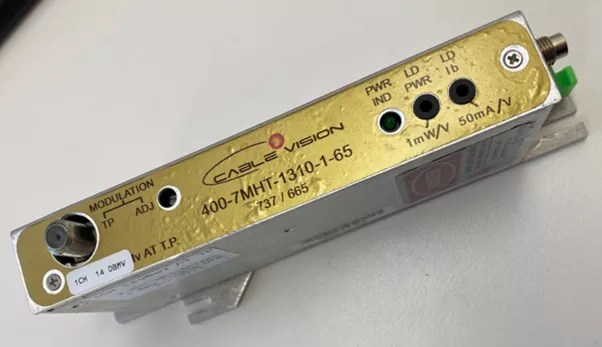 PWR
IND
LD
PWR
LD
Ib
1mW/V
50mA/V
CABLE VISION
400-7MHT-1310-1-65
737 / 665
MODULATION
TP
ADJ
AT T.P.
1CH 14 DBMV